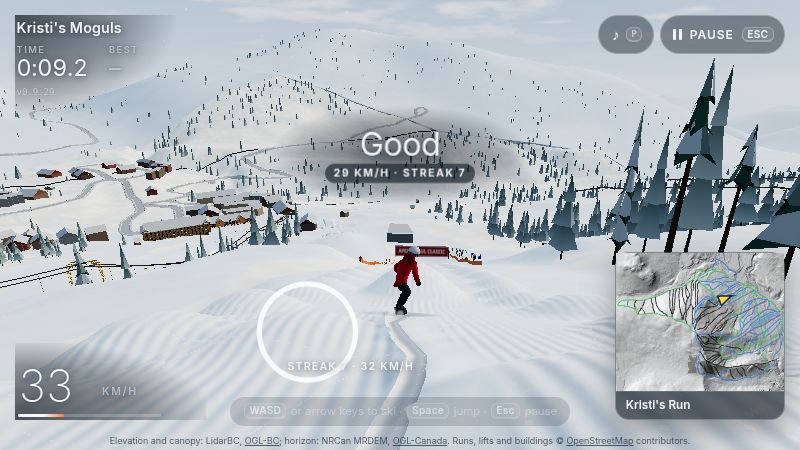 Kristi's Moguls
TIME BEST
0:09.2 —
v0.9.29
♪ P
PAUSE ESC
Good
29 KM/H · STREAK 7
STREAK 7 · 32 KM/H
33 KM/H
WASD or arrow keys to ski · Space jump · Esc pause
Kristi's Run
Elevation and canopy: LidarBC, OGL-BC; horizon: NRCan MRDEM, OGL-Canada. Runs, lifts and buildings © OpenStreetMap contributors.